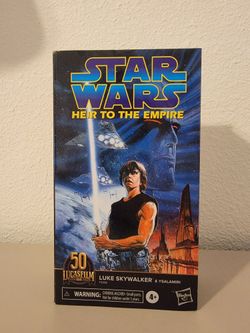 STAR
WARS
HEIR TO THE EMPIRE
50
LUCASFILM
LUKE SKYWALKER & YSALAMIRI
WARNING:
4+
Hasbro